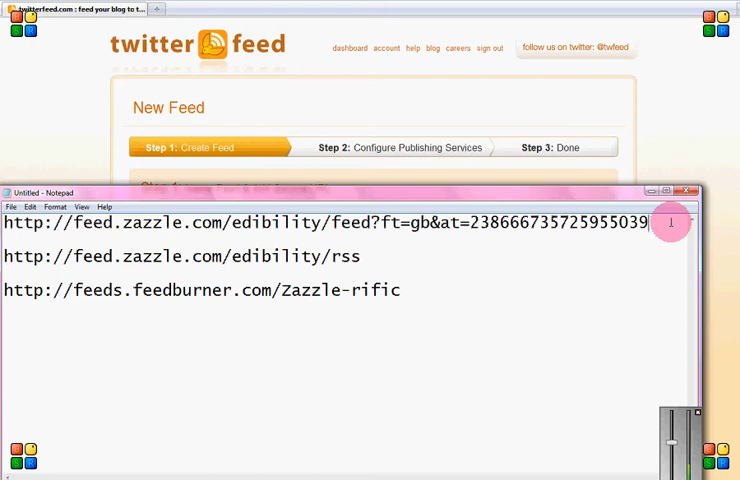 twitterfeed.com : feed your blog to t...
twitterfeed
dashboard account help blog careers sign out
follow us on twitter: @twfeed
New Feed
Step 1: Create Feed
Step 2: Configure Publishing Services
Step 3: Done
Untitled - Notepad
File Edit Format View Help
http://feed.zazzle.com/edibility/feed?ft=gb&at=238666735725955039
http://feed.zazzle.com/edibility/rss
http://feeds.feedburner.com/Zazzle-rific